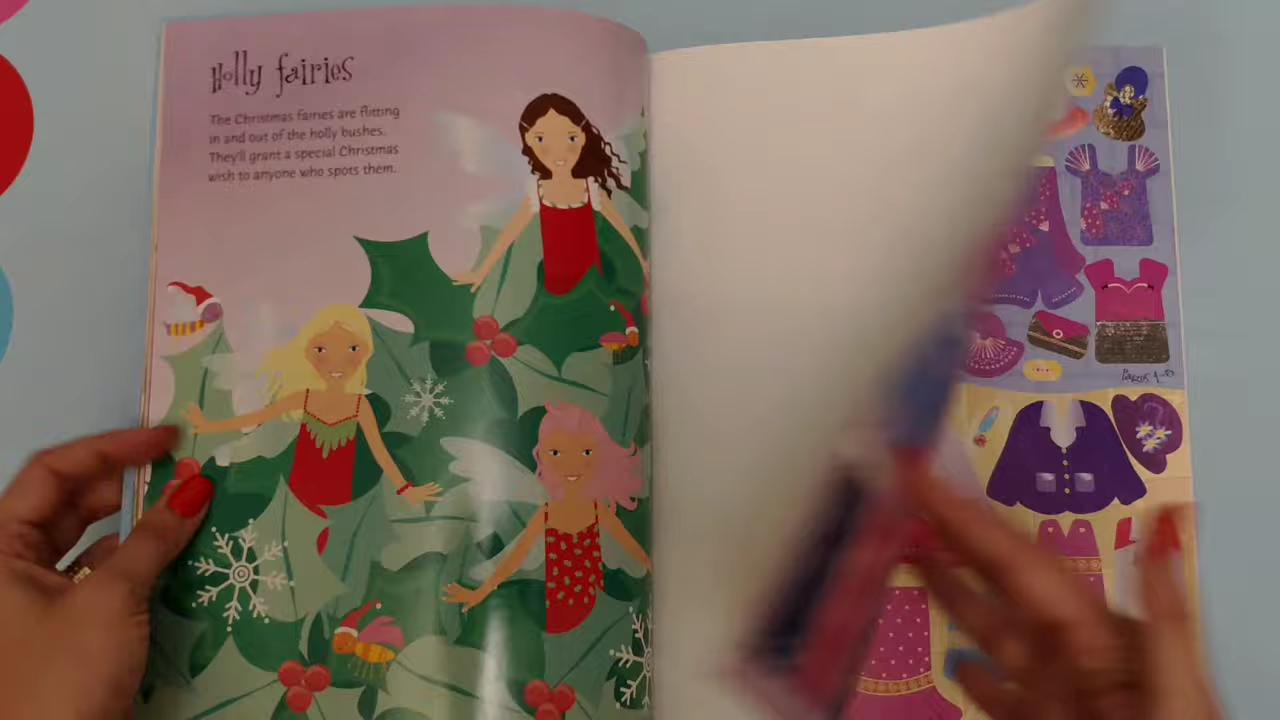 Holly fairies
The Christmas fairies are flitting
in and out of the holly bushes.
They'll grant a special Christmas
wish to anyone who spots them.